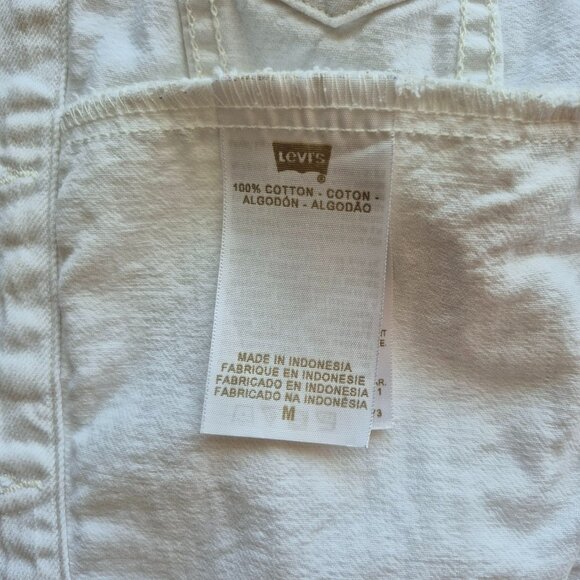 Levi's
®
100% COTTON - COTON -
ALGODÓN - ALGODÃO
MADE IN INDONESIA
FABRIQUE EN INDONESIE
FABRICADO EN INDONESIA
FABRICADO NA INDONÉSIA
M